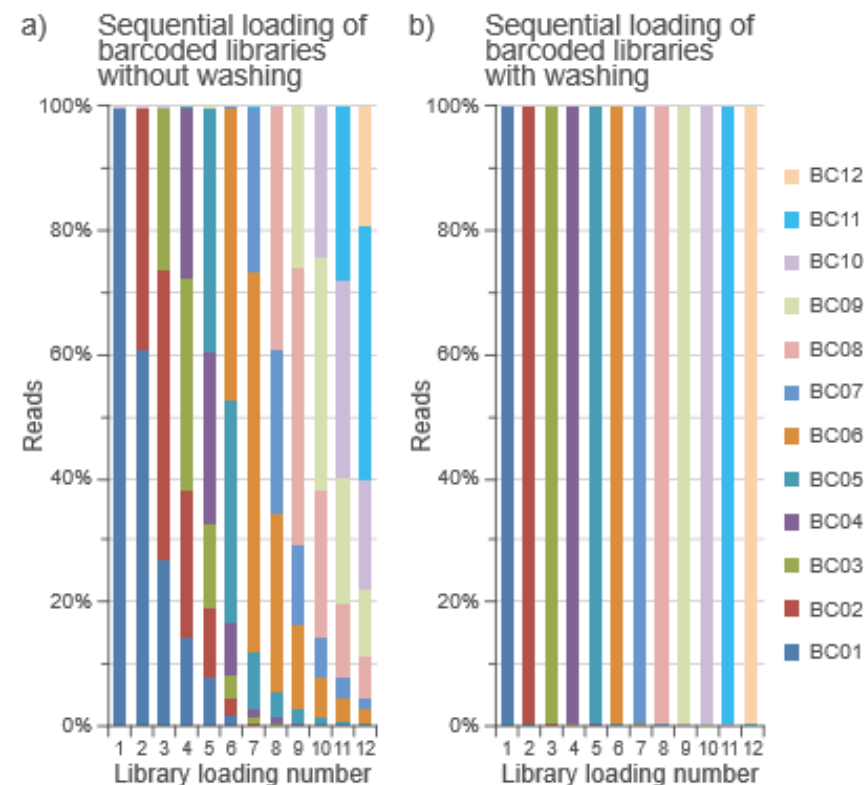 a) Sequential loading of
barcoded libraries
without washing
100%
80%
60%
40%
20%
0%
Reads
1 2 3 4 5 6 7 8 9 10 11 12
Library loading number
b) Sequential loading of
barcoded libraries
with washing
100%
80%
60%
40%
20%
0%
Reads
1 2 3 4 5 6 7 8 9 10 11 12
Library loading number
BC12
BC11
BC10
BC09
BC08
BC07
BC06
BC05
BC04
BC03
BC02
BC01